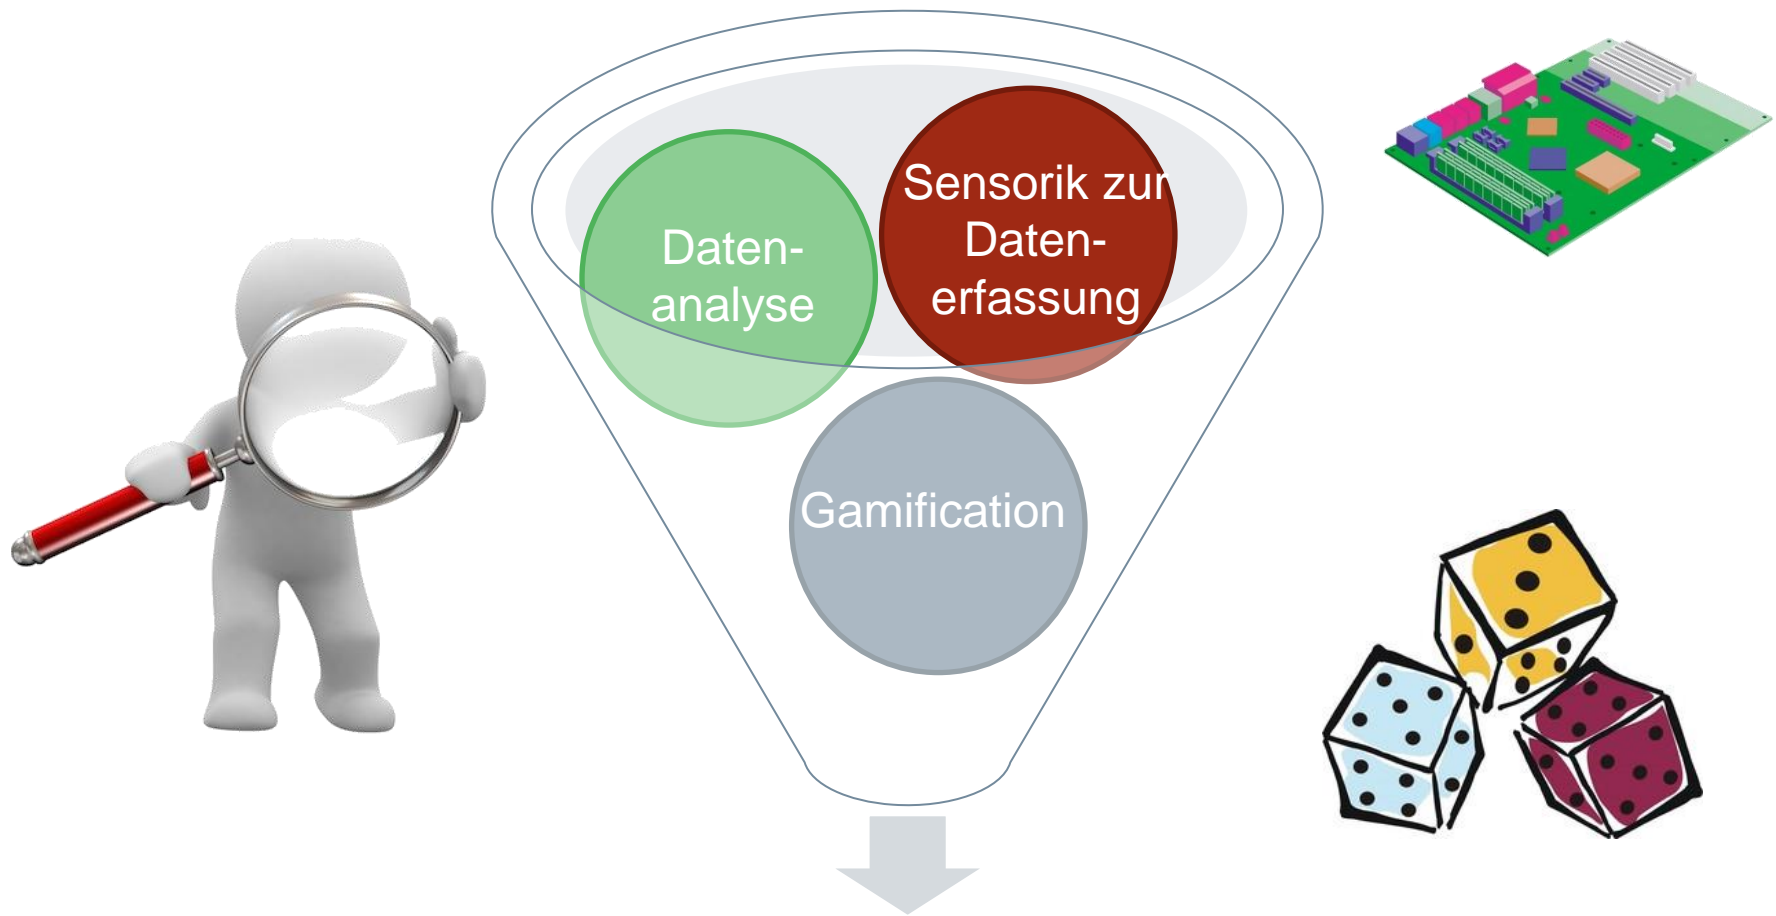 Daten-
analyse
Sensorik zur
Daten-
erfassung
Gamification